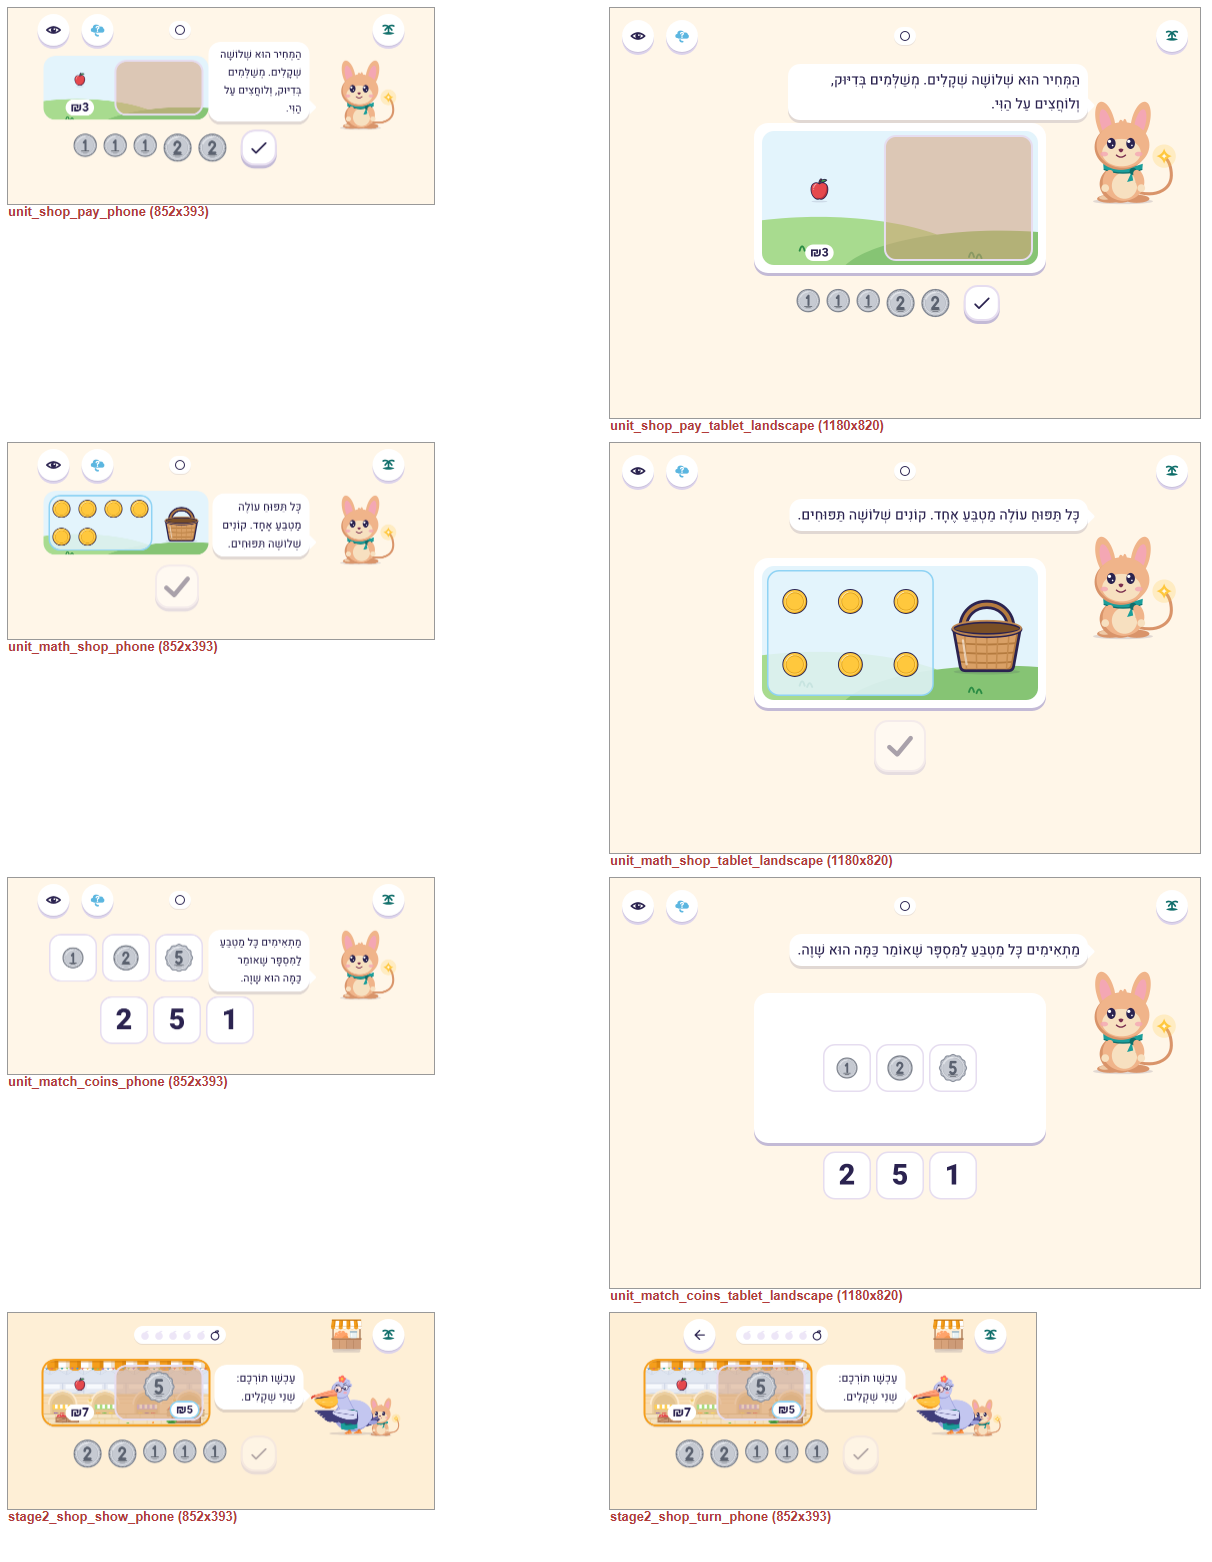 הַמְּחִיר הוּא שְׁלוֹשָׁה
שְׁקָלִים. מְשַׁלְּמִים
בְּדִיּוּק, וְלוֹחֲצִים עַל
הַוִּי.
₪3
1 1 1 2 2
unit_shop_pay_phone (852x393)
הַמְּחִיר הוּא שְׁלוֹשָׁה שְׁקָלִים. מְשַׁלְּמִים בְּדִיּוּק,
וְלוֹחֲצִים עַל הַוִּי.
₪3
1 1 1 2 2
unit_shop_pay_tablet_landscape (1180x820)
כָּל תַּפּוּחַ עוֹלֶה
מַטְבֵּעַ אֶחָד. קוֹנִים
שְׁלוֹשָׁה תַּפּוּחִים.
unit_math_shop_phone (852x393)
כָּל תַּפּוּחַ עוֹלֶה מַטְבֵּעַ אֶחָד. קוֹנִים שְׁלוֹשָׁה תַּפּוּחִים.
unit_math_shop_tablet_landscape (1180x820)
מַתְאִימִים כָּל מַטְבֵּעַ
לַמִּסְפָּר שֶׁאוֹמֵר
כַּמָּה הוּא שָׁוֶה.
1 2 5
2 5 1
unit_match_coins_phone (852x393)
מַתְאִימִים כָּל מַטְבֵּעַ לַמִּסְפָּר שֶׁאוֹמֵר כַּמָּה הוּא שָׁוֶה.
1 2 5
2 5 1
unit_match_coins_tablet_landscape (1180x820)
עַכְשָׁו תּוֹרְכֶם:
שְׁנֵי שְׁקָלִים.
5
₪7 ₪5
2 2 1 1 1
stage2_shop_show_phone (852x393)
עַכְשָׁו תּוֹרְכֶם:
שְׁנֵי שְׁקָלִים.
5
₪7 ₪5
2 2 1 1 1
stage2_shop_turn_phone (852x393)